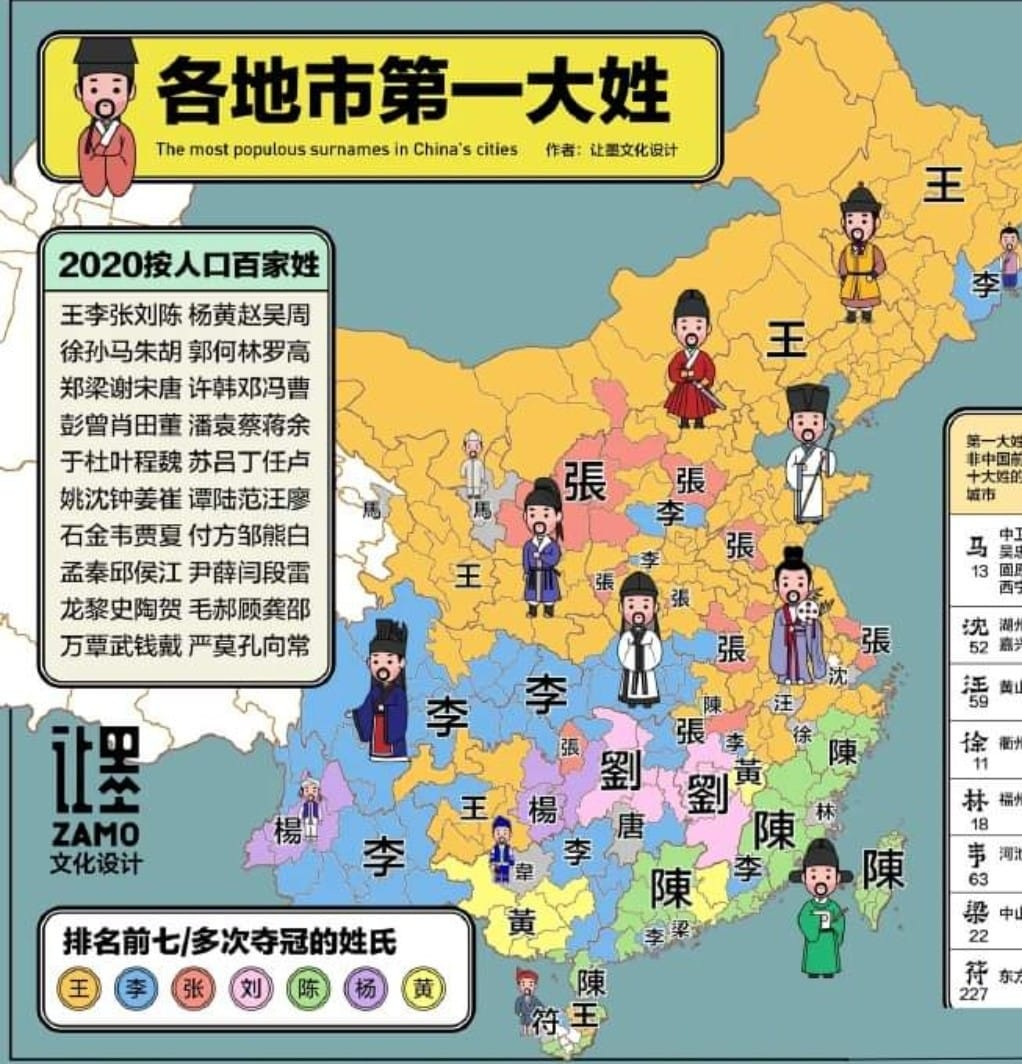 各地市第一大姓
The most populous surnames in China's cities 作者：让墨文化设计
2020按人口百家姓
王李张刘陈 杨黄赵吴周
徐孙马朱胡 郭何林罗高
郑梁谢宋唐 许韩邓冯曹
彭曾肖田董 潘袁蔡蒋余
于杜叶程魏 苏吕丁任卢
姚沈钟姜崔 谭陆范汪廖
石金韦贾夏 付方邹熊白
孟秦邱侯江 尹薛闫段雷
龙黎史陶贺 毛郝顾龚邵
万覃武钱戴 严莫孔向常
王
李
王
張
張
馬
馬
李
張
李
王
張
張
張
張
沈
李
李
陳
汪
張
李
徐
張
陳
劉
黃
劉
楊
王
林
唐
陳
楊
李
李
韋
李
陳
陳
黃
李
梁
陳
符
王
第一大姓
非中国前
十大姓的
城市
马
13
中卫
吴忠
固原
西宁
沈
52
湖州
嘉兴
汪
59
黄山
徐
11
衢州
林
18
福州
韦
63
河池
梁
22
中山
符
227
东方
让墨
ZAMO
文化设计
排名前七/多次夺冠的姓氏
王 李 张 刘 陈 杨 黄